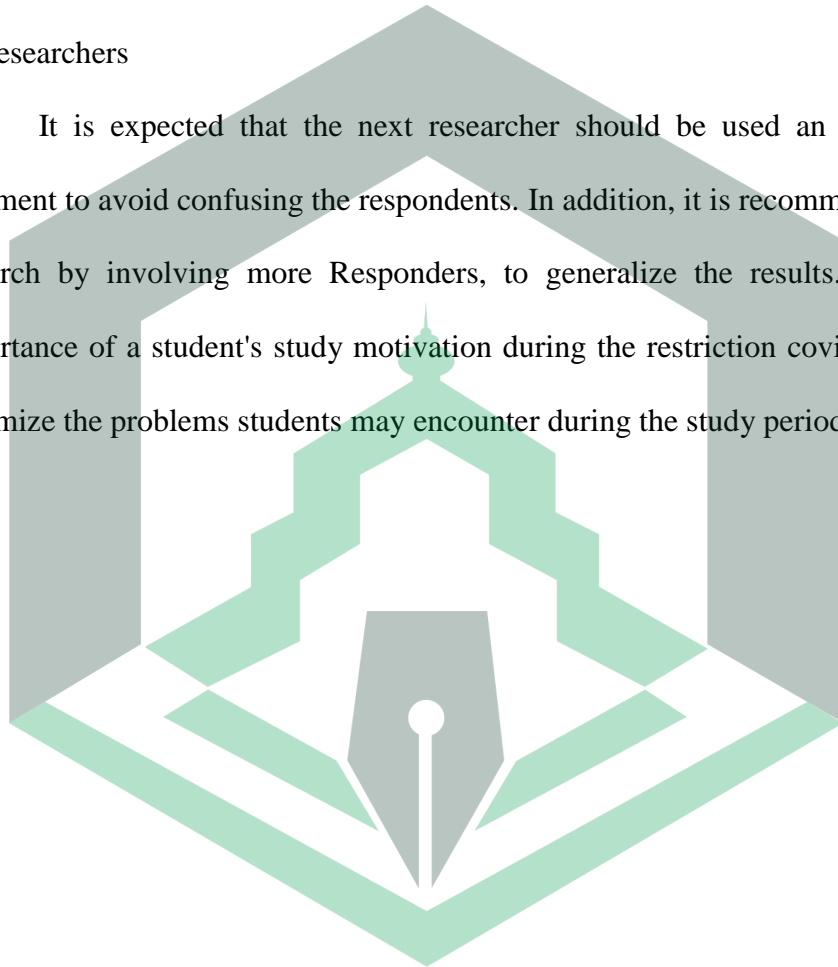 esearchers
It is expected that the next researcher should be used an
ment to avoid confusing the respondents. In addition, it is recomm
rch by involving more Responders, to generalize the results.
rtance of a student's study motivation during the restriction covi
mize the problems students may encounter during the study period